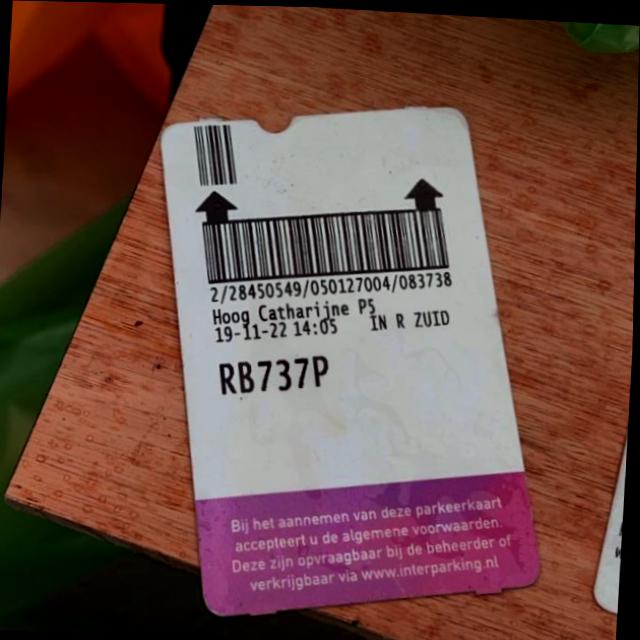 2/28450549/050127004/083738
Hoog Catharijne P5
19-11-22 14:05 IN R ZUID
RB737P
Bij het aannemen van deze parkeerkaart
accepteert u de algemene voorwaarden.
Deze zijn opvraagbaar bij de beheerder of
verkrijgbaar via www.interparking.nl